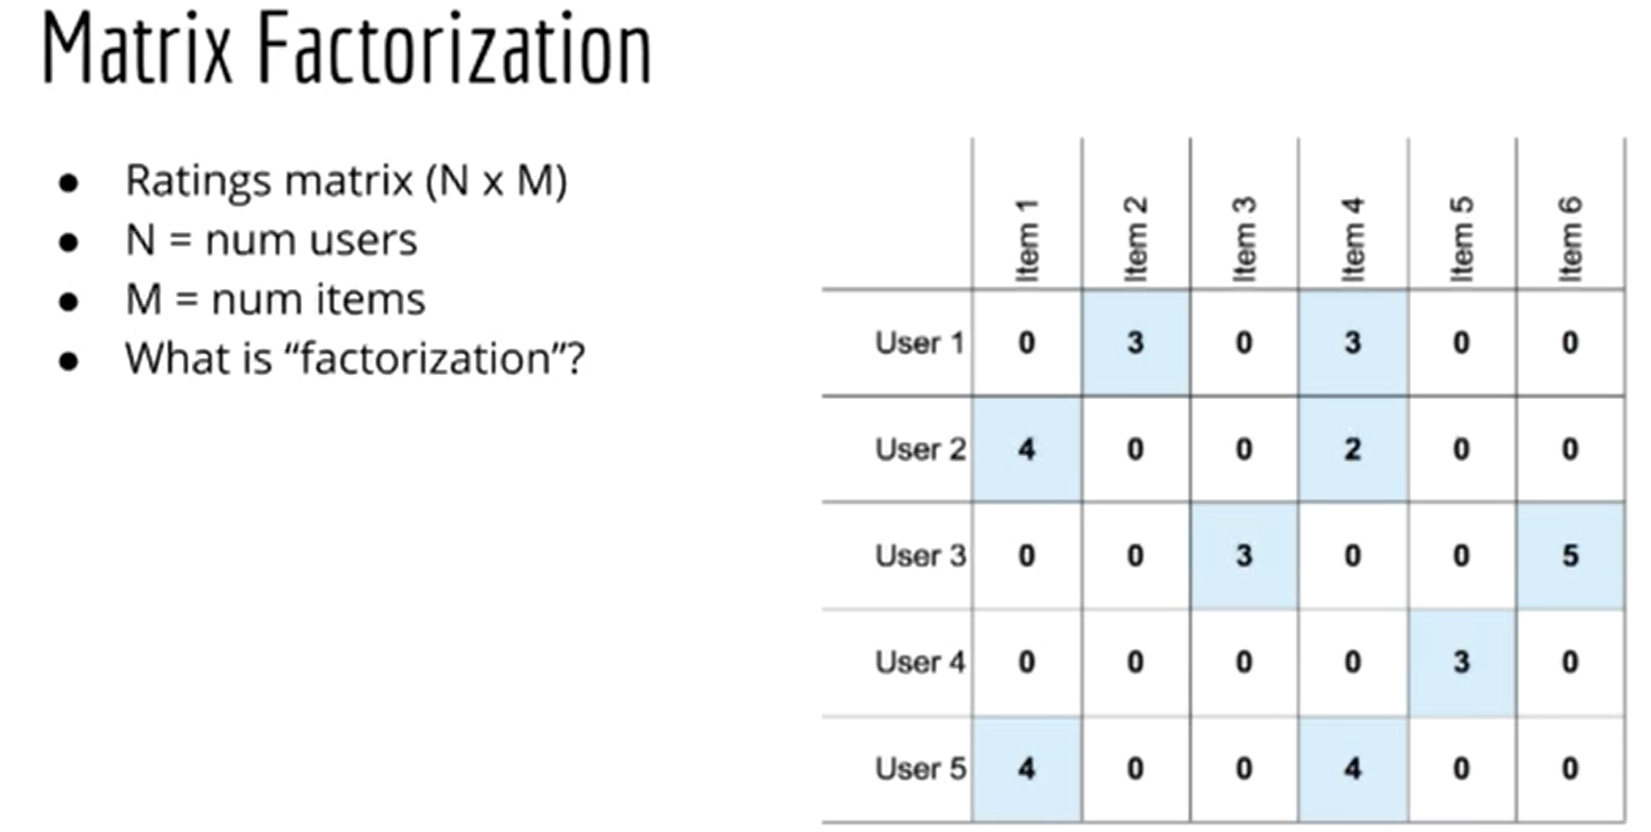 Matrix Factorization
● Ratings matrix (N x M)
● N = num users
● M = num items
● What is “factorization”?
Item 1 Item 2 Item 3 Item 4 Item 5 Item 6
User 1 0 3 0 3 0 0
User 2 4 0 0 2 0 0
User 3 0 0 3 0 0 5
User 4 0 0 0 0 3 0
User 5 4 0 0 4 0 0